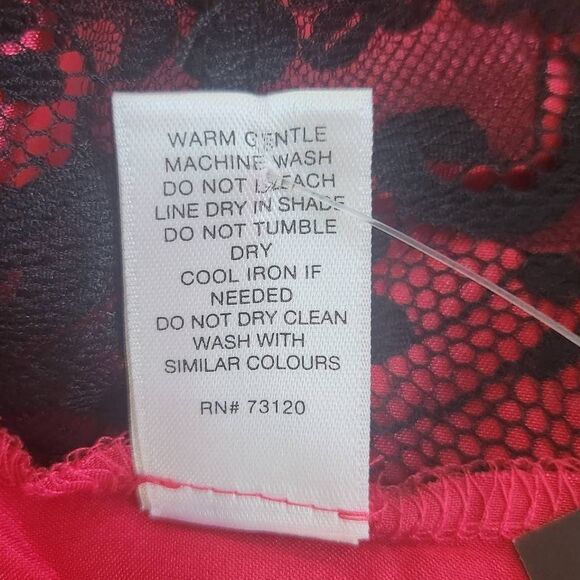 WARM GENTLE
MACHINE WASH
DO NOT BLEACH
LINE DRY IN SHADE
DO NOT TUMBLE
DRY
COOL IRON IF
NEEDED
DO NOT DRY CLEAN
WASH WITH
SIMILAR COLOURS
RN# 73120